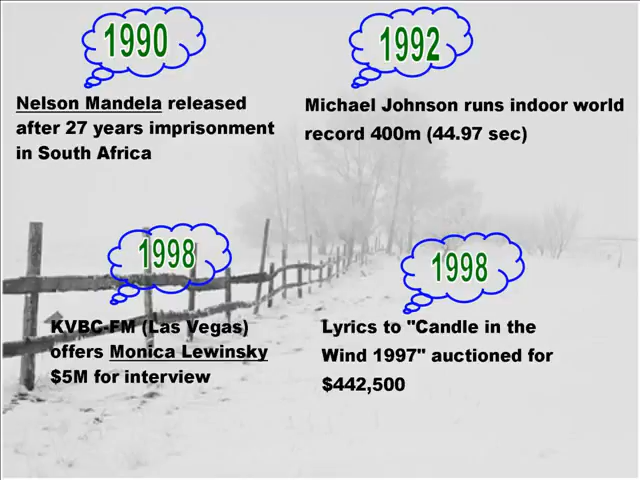 1990
Nelson Mandela released
after 27 years imprisonment
in South Africa
1992
Michael Johnson runs indoor world
record 400m (44.97 sec)
1998
KVBC-FM (Las Vegas)
offers Monica Lewinsky
$5M for interview
1998
Lyrics to "Candle in the
Wind 1997" auctioned for
$442,500